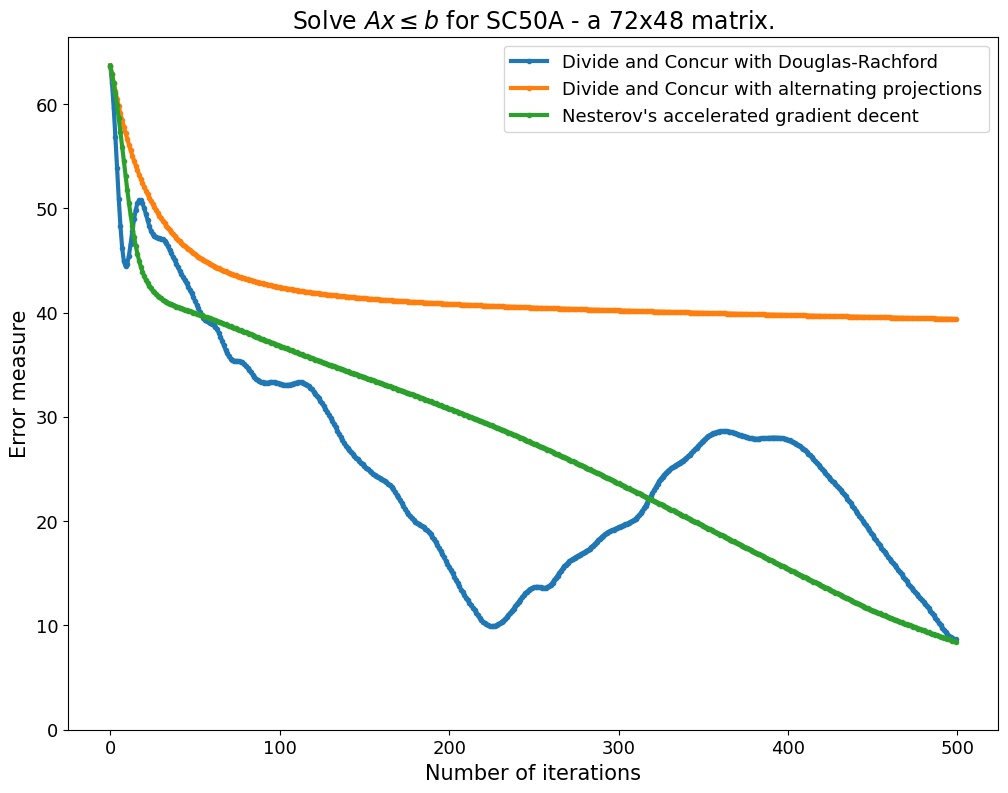 Solve Ax ≤ b for SC50A - a 72x48 matrix.
Divide and Concur with Douglas-Rachford
Divide and Concur with alternating projections
Nesterov's accelerated gradient decent
Error measure
60
50
40
30
20
10
0
0 100 200 300 400 500
Number of iterations